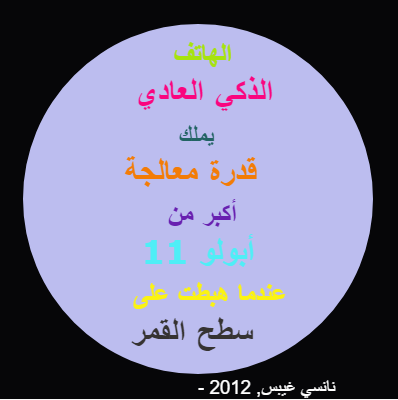 الهاتف
الذكي العادي
يملك
قدرة معالجة
أكبر من
أبولو 11
عندما هبطت على
سطح القمر
نانسي غيبس, 2012 -